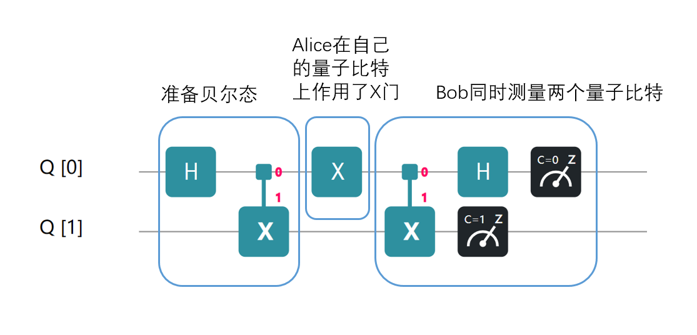 Alice在自己
的量子比特
上作用了X门
准备贝尔态
Bob同时测量两个量子比特
Q [0]
H
0
1
X
X
0
1
H
C=0 Z
Q [1]
X
X
C=1 Z